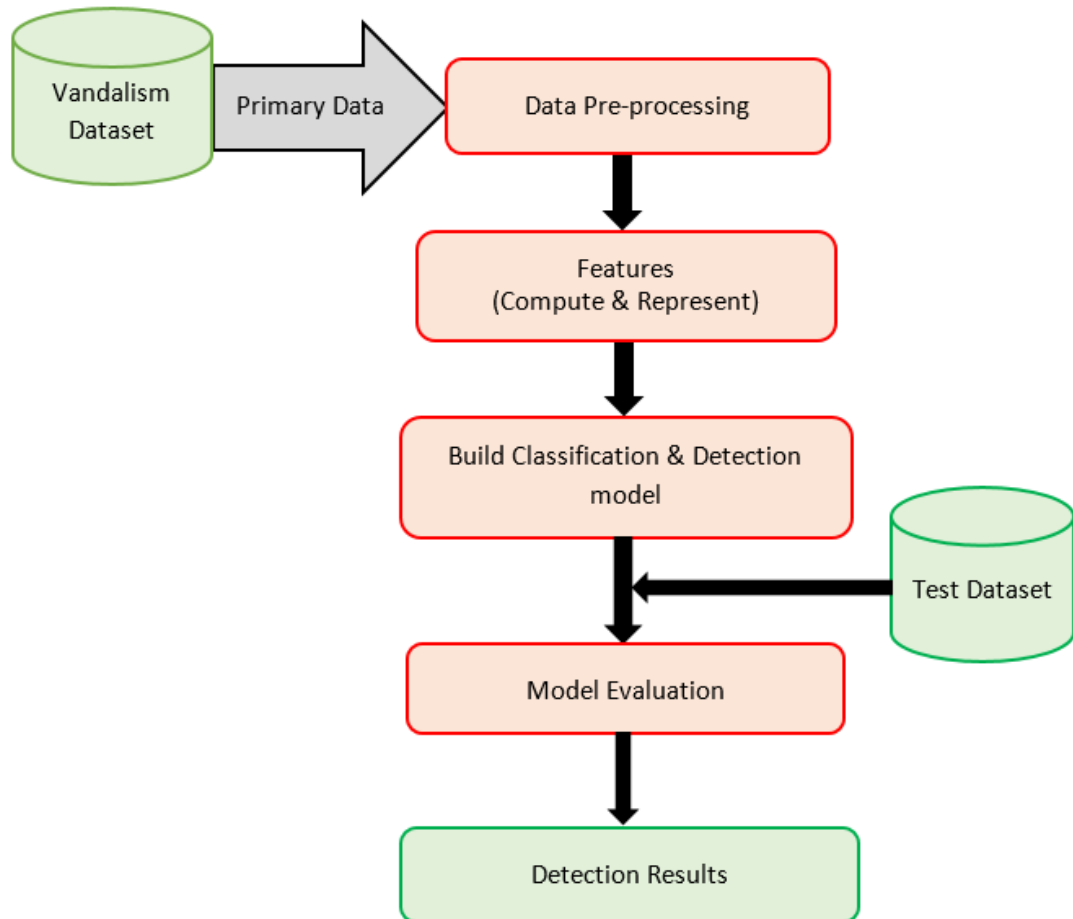 Vandalism
Dataset
Primary Data
Data Pre-processing
Features
(Compute & Represent)
Build Classification & Detection
model
Test Dataset
Model Evaluation
Detection Results